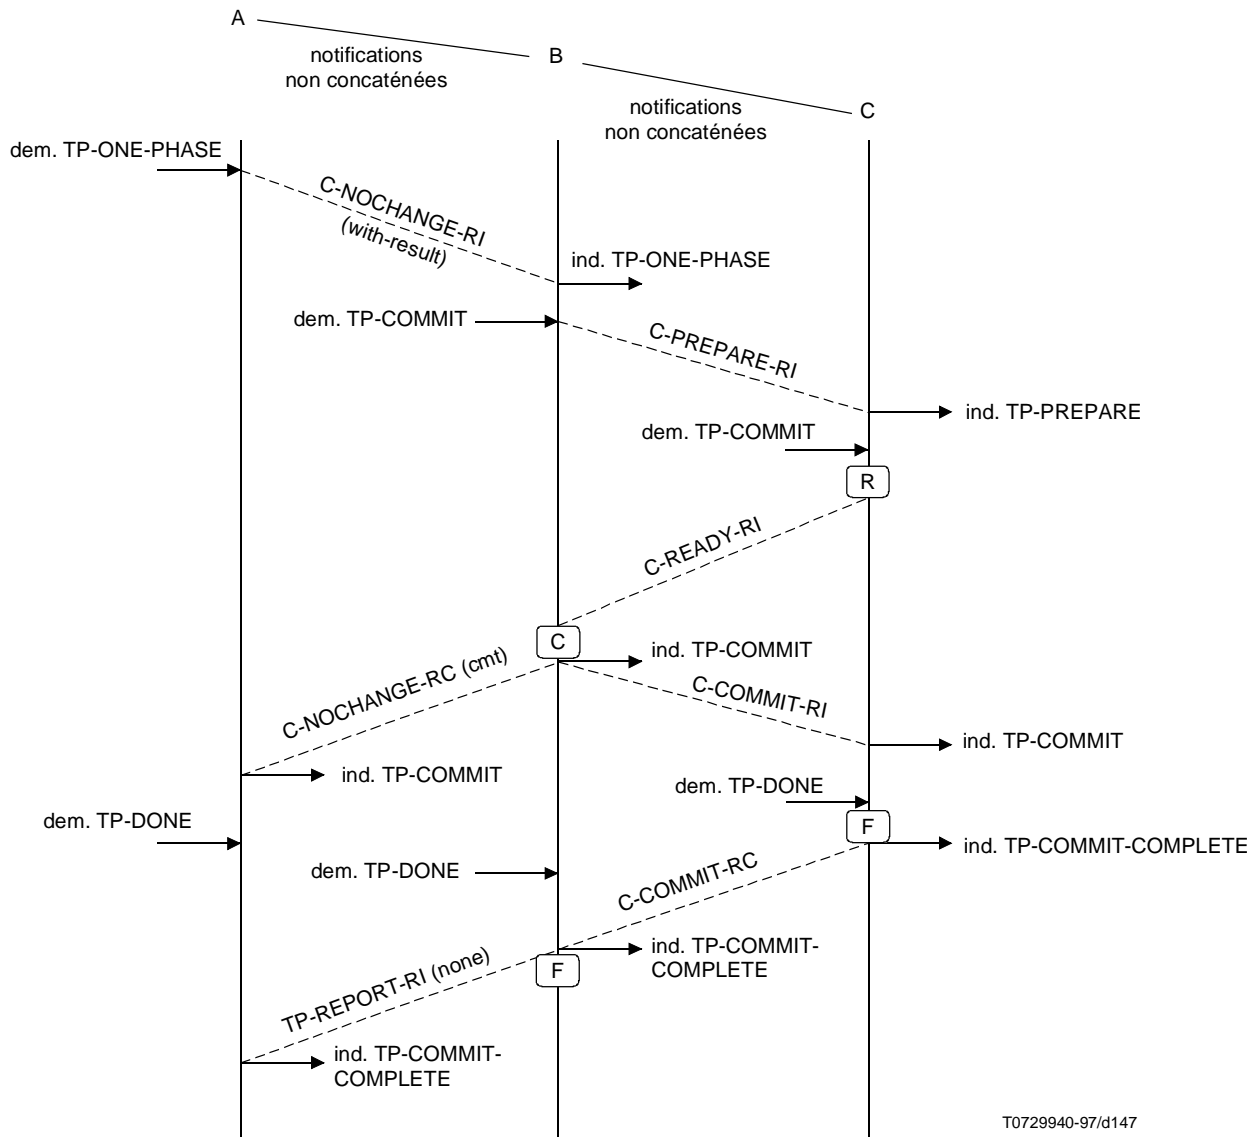 A
notifications
non concaténées
B
notifications
non concaténées
C
dem. TP-ONE-PHASE
C-NOCHANGE-RI
(with-result)
ind. TP-ONE-PHASE
dem. TP-COMMIT
C-PREPARE-RI
ind. TP-PREPARE
dem. TP-COMMIT
R
C-READY-RI
C
ind. TP-COMMIT
C-NOCHANGE-RC (cmt)
C-COMMIT-RI
ind. TP-COMMIT
ind. TP-COMMIT
dem. TP-DONE
dem. TP-DONE
F
ind. TP-COMMIT-COMPLETE
dem. TP-DONE
C-COMMIT-RC
ind. TP-COMMIT-
COMPLETE
F
TP-REPORT-RI (none)
ind. TP-COMMIT-
COMPLETE
T0729940-97/d147